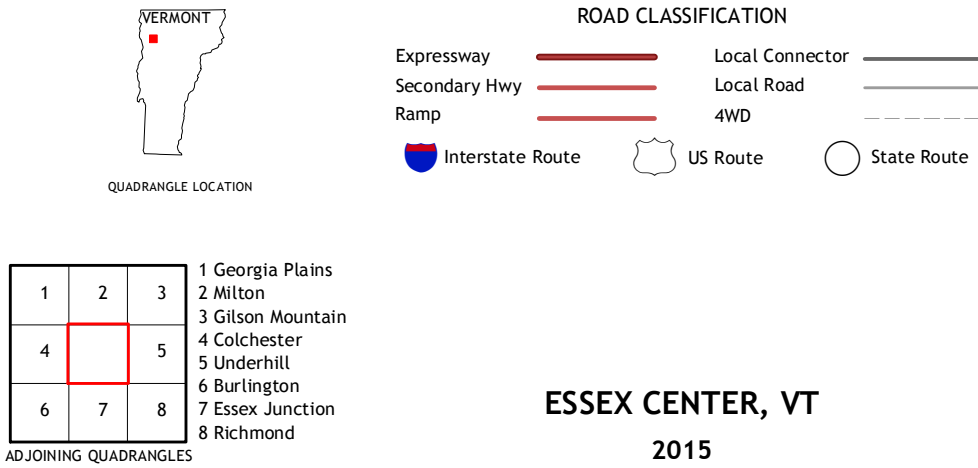 VERMONT
QUADRANGLE LOCATION
ROAD CLASSIFICATION
Expressway
Secondary Hwy
Ramp
Local Connector
Local Road
4WD
Interstate Route
US Route
State Route
1 2 3
4 5
6 7 8
ADJOINING QUADRANGLES
1 Georgia Plains
2 Milton
3 Gilson Mountain
4 Colchester
5 Underhill
6 Burlington
7 Essex Junction
8 Richmond
ESSEX CENTER, VT
2015